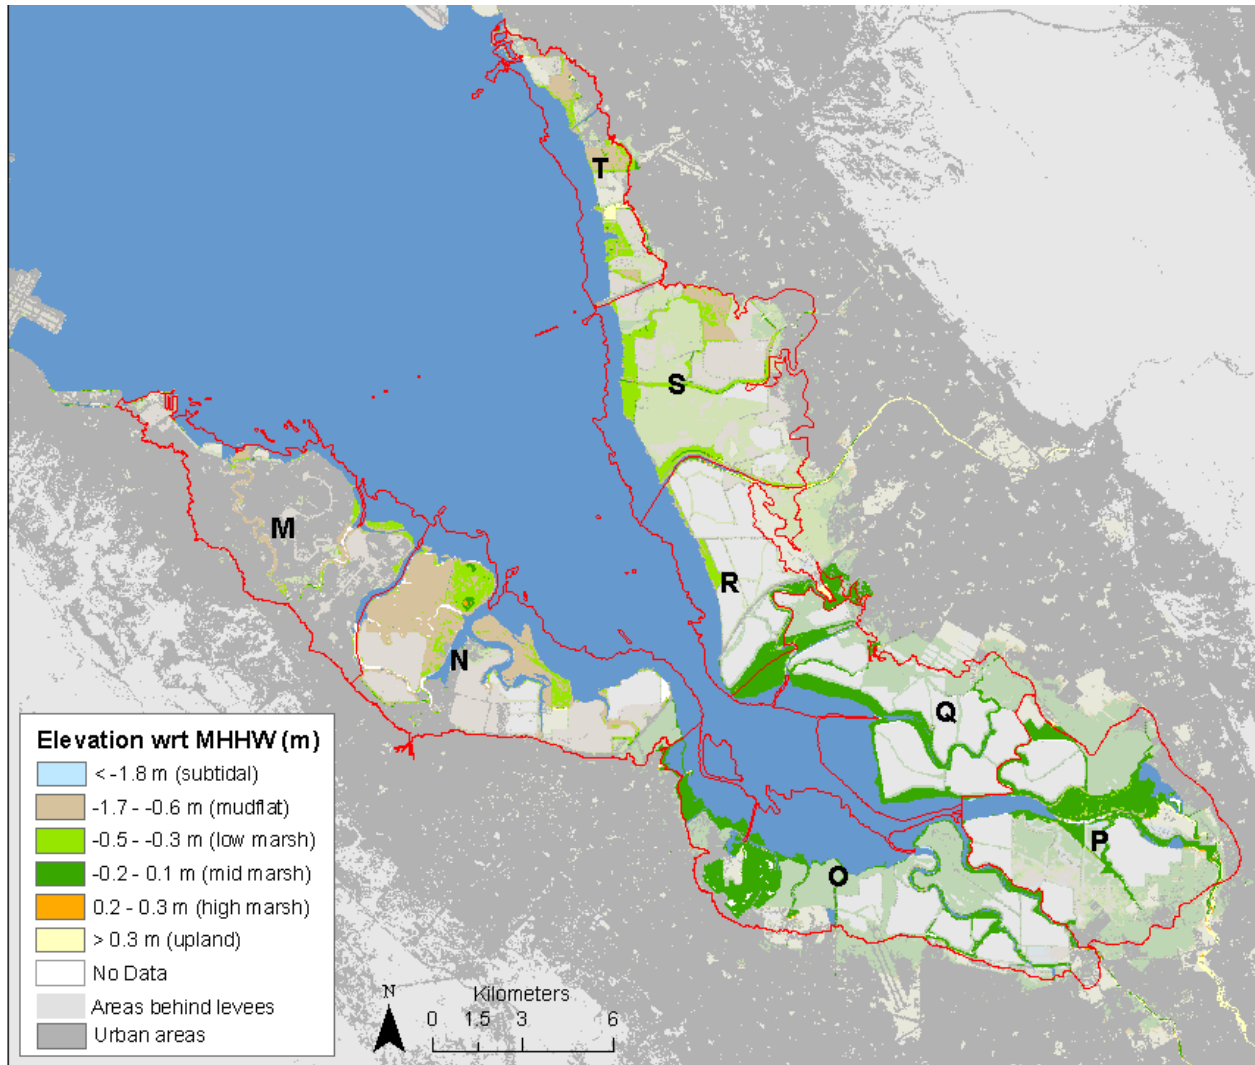 T
S
M
R
N
Q
P
O
Elevation wrt MHHW (m)
< -1.8 m (subtidal)
-1.7 - -0.6 m (mudflat)
-0.5 - -0.3 m (low marsh)
-0.2 - 0.1 m (mid marsh)
0.2 - 0.3 m (high marsh)
> 0.3 m (upland)
No Data
Areas behind levees
Urban areas
N
Kilometers
0 1.5 3 6